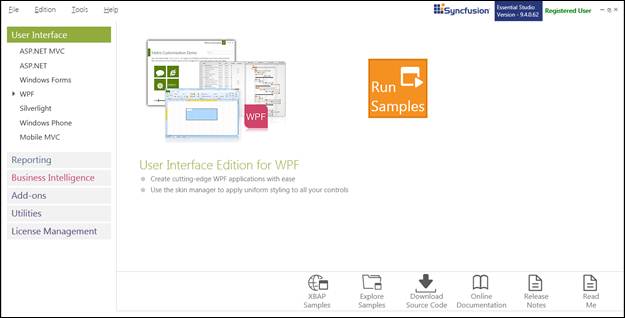 File Edition Tools Help
Syncfusion
Essential Studio
Version - 9.4.0.62
Registered User
User Interface
ASP.NET MVC
ASP.NET
Windows Forms
WPF
Silverlight
Windows Phone
Mobile MVC
Reporting
Business Intelligence
Add-ons
Utilities
License Management
WPF
Run
Samples
User Interface Edition for WPF
Create cutting-edge WPF applications with ease
Use the skin manager to apply uniform styling to all your controls
XBAP
Samples
Explore
Samples
Download
Source Code
Online
Documentation
Release
Notes
Read
Me